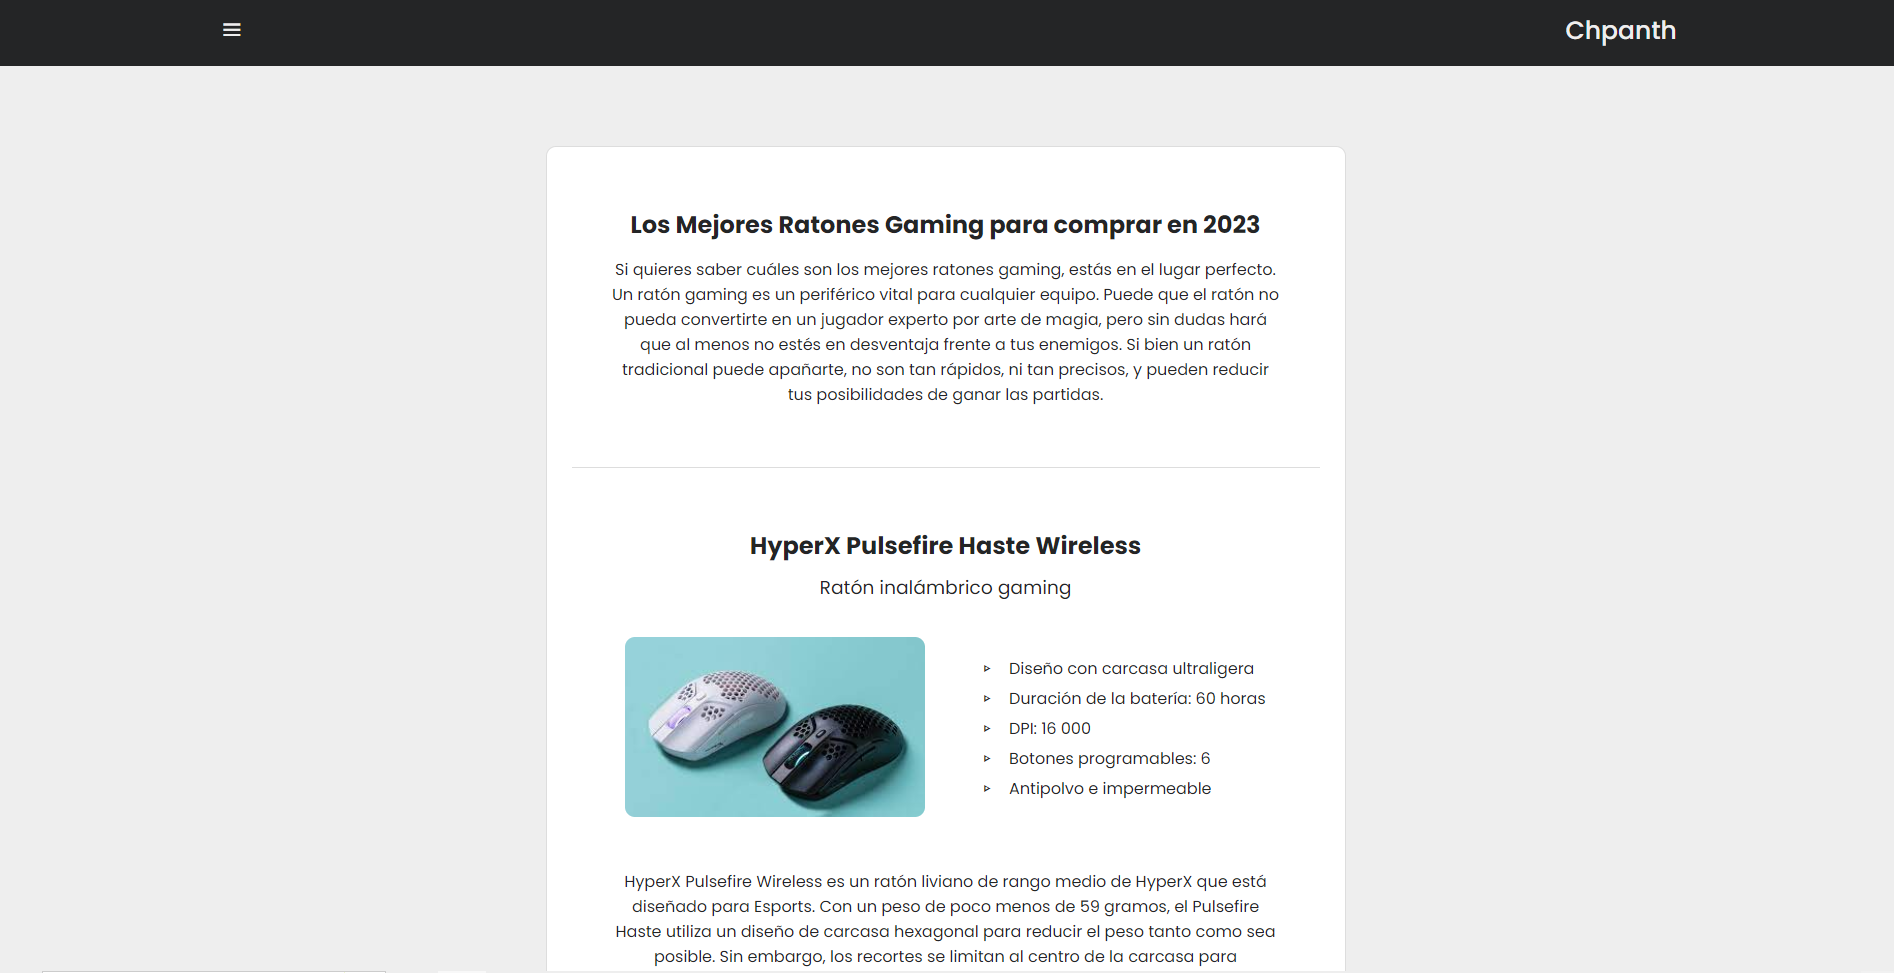 Chpanth
Los Mejores Ratones Gaming para comprar en 2023
Si quieres saber cuáles son los mejores ratones gaming, estás en el lugar perfecto.
Un ratón gaming es un periférico vital para cualquier equipo. Puede que el ratón no
pueda convertirte en un jugador experto por arte de magia, pero sin dudas hará
que al menos no estés en desventaja frente a tus enemigos. Si bien un ratón
tradicional puede apañarte, no son tan rápidos, ni tan precisos, y pueden reducir
tus posibilidades de ganar las partidas.
HyperX Pulsefire Haste Wireless
Ratón inalámbrico gaming
Diseño con carcasa ultraligera
Duración de la batería: 60 horas
DPI: 16 000
Botones programables: 6
Antipolvo e impermeable
HyperX Pulsefire Wireless es un ratón liviano de rango medio de HyperX que está
diseñado para Esports. Con un peso de poco menos de 59 gramos, el Pulsefire
Haste utiliza un diseño de carcasa hexagonal para reducir el peso tanto como sea
posible. Sin embargo, los recortes se limitan al centro de la carcasa para